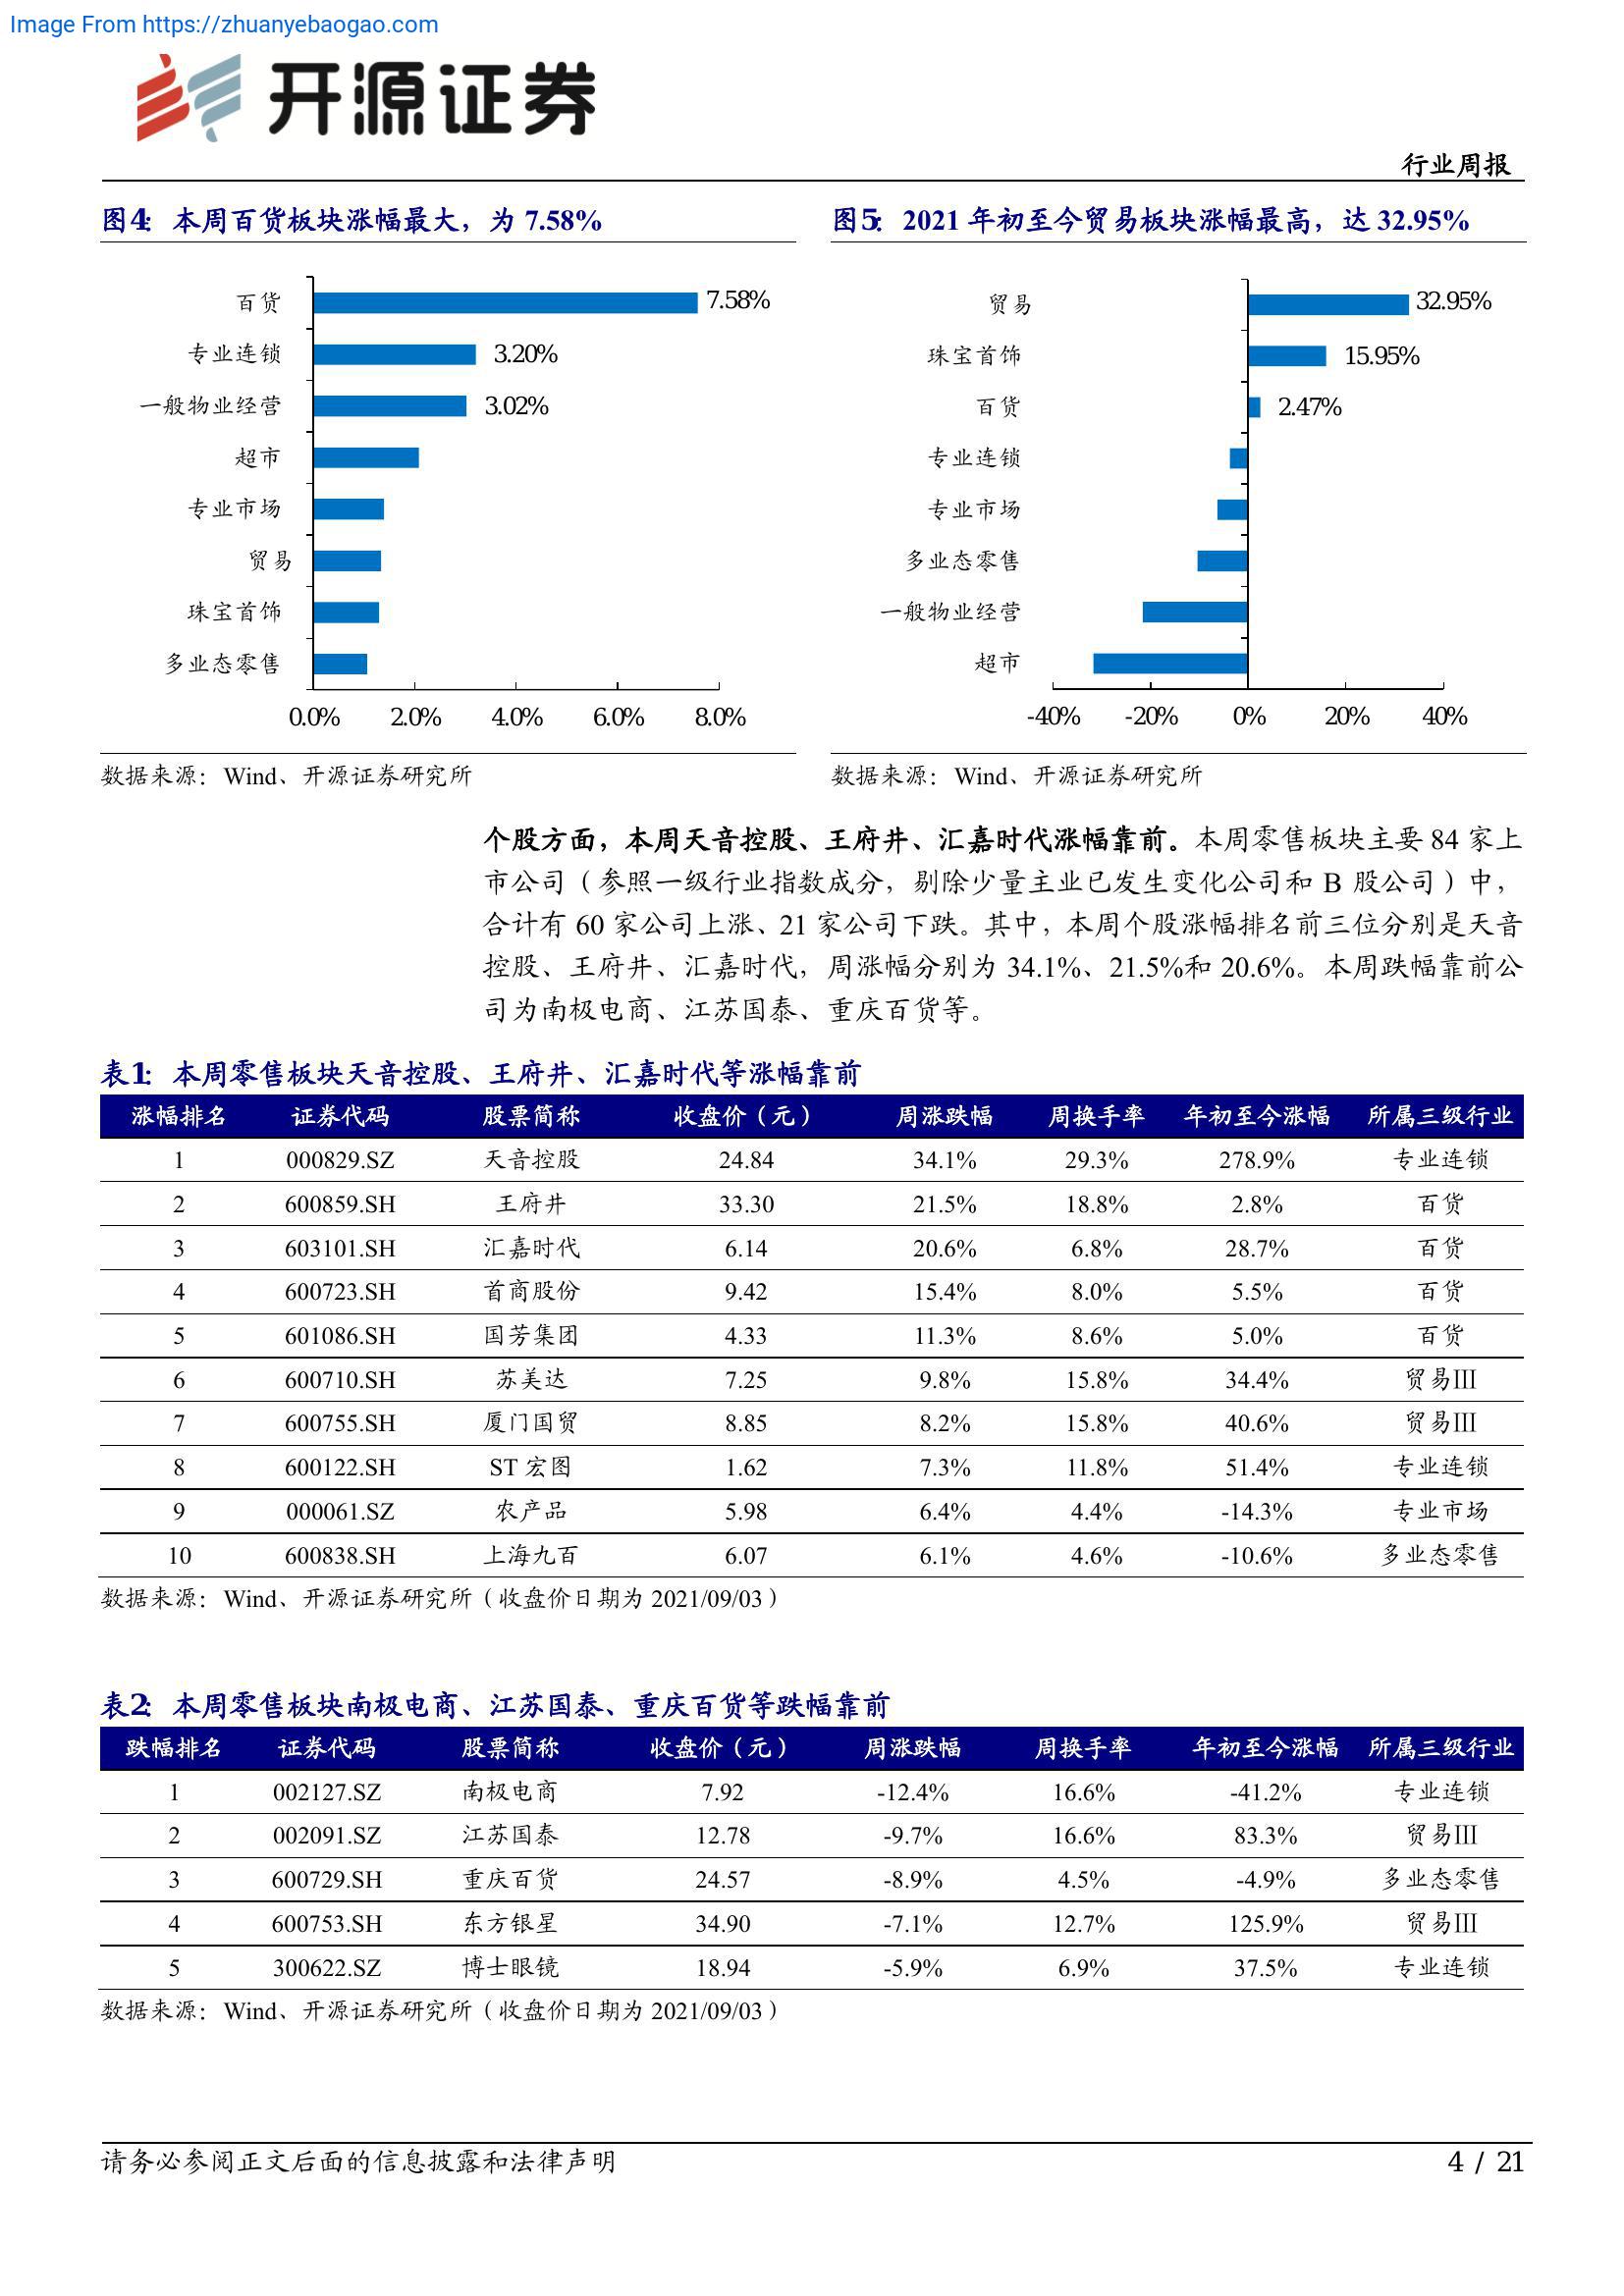 Image From https://zhuanyebaogao.com
开源证券
行业周报
图4： 本周百货板块涨幅最大，为 7.58%
百货
7.58%
专业连锁
3.20%
一般物业经营
3.02%
超市
专业市场
贸易
珠宝首饰
多业态零售
0.0% 2.0% 4.0% 6.0% 8.0%
数据来源：Wind、开源证券研究所
图5： 2021 年初至今贸易板块涨幅最高，达 32.95%
贸易
32.95%
珠宝首饰
15.95%
百货
2.47%
专业连锁
专业市场
多业态零售
一般物业经营
超市
-40% -20% 0% 20% 40%
数据来源：Wind、开源证券研究所
个股方面，本周天音控股、王府井、汇嘉时代涨幅靠前。本周零售板块主要 84 家上
市公司（参照一级行业指数成分，剔除少量主业已发生变化公司和 B 股公司）中，
合计有 60 家公司上涨、21 家公司下跌。其中，本周个股涨幅排名前三位分别是天音
控股、王府井、汇嘉时代，周涨幅分别为 34.1%、21.5%和 20.6%。本周跌幅靠前公
司为南极电商、江苏国泰、重庆百货等。
表1： 本周零售板块天音控股、王府井、汇嘉时代等涨幅靠前
涨幅排名 证券代码 股票简称 收盘价（元） 周涨跌幅 周换手率 年初至今涨幅 所属三级行业
1 000829.SZ 天音控股 24.84 34.1% 29.3% 278.9% 专业连锁
2 600859.SH 王府井 33.30 21.5% 18.8% 2.8% 百货
3 603101.SH 汇嘉时代 6.14 20.6% 6.8% 28.7% 百货
4 600723.SH 首商股份 9.42 15.4% 8.0% 5.5% 百货
5 601086.SH 国芳集团 4.33 11.3% 8.6% 5.0% 百货
6 600710.SH 苏美达 7.25 9.8% 15.8% 34.4% 贸易Ⅲ
7 600755.SH 厦门国贸 8.85 8.2% 15.8% 40.6% 贸易Ⅲ
8 600122.SH ST 宏图 1.62 7.3% 11.8% 51.4% 专业连锁
9 000061.SZ 农产品 5.98 6.4% 4.4% -14.3% 专业市场
10 600838.SH 上海九百 6.07 6.1% 4.6% -10.6% 多业态零售
数据来源：Wind、开源证券研究所（收盘价日期为 2021/09/03）
表2： 本周零售板块南极电商、江苏国泰、重庆百货等跌幅靠前
跌幅排名 证券代码 股票简称 收盘价（元） 周涨跌幅 周换手率 年初至今涨幅 所属三级行业
1 002127.SZ 南极电商 7.92 -12.4% 16.6% -41.2% 专业连锁
2 002091.SZ 江苏国泰 12.78 -9.7% 16.6% 83.3% 贸易Ⅲ
3 600729.SH 重庆百货 24.57 -8.9% 4.5% -4.9% 多业态零售
4 600753.SH 东方银星 34.90 -7.1% 12.7% 125.9% 贸易Ⅲ
5 300622.SZ 博士眼镜 18.94 -5.9% 6.9% 37.5% 专业连锁
数据来源：Wind、开源证券研究所（收盘价日期为 2021/09/03）
请务必参阅正文后面的信息披露和法律声明
4 / 21